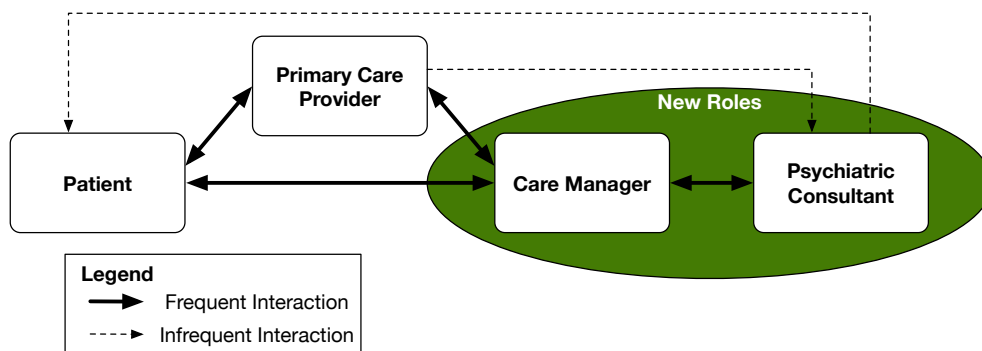 Primary Care
Provider
New Roles
Patient
Care Manager
Psychiatric
Consultant
Legend
Frequent Interaction
Infrequent Interaction